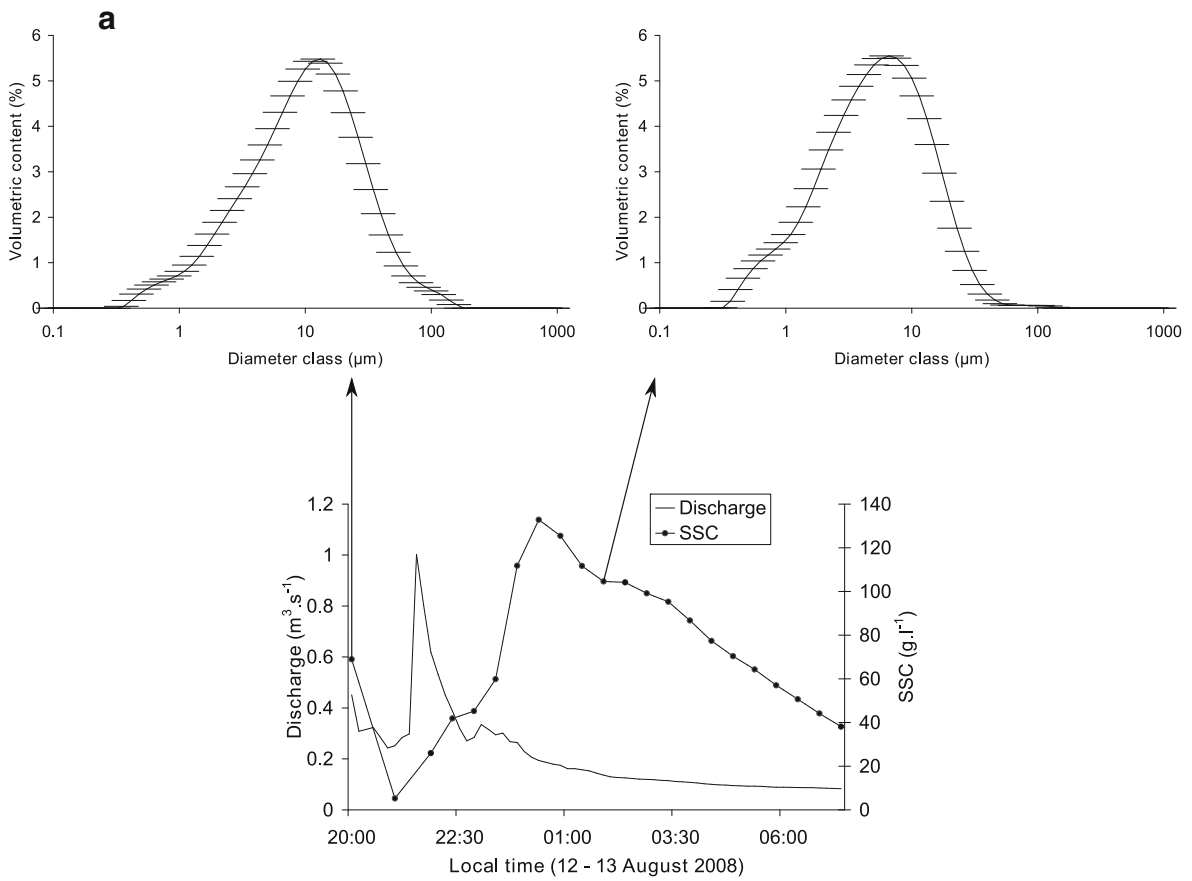 a
Volumetric content (%)
6
5
4
3
2
1
0
0.1 1 10 100 1000
Diameter class (µm)
Volumetric content (%)
6
5
4
3
2
1
0
0.1 1 10 100 1000
Diameter class (µm)
Discharge (m³.s⁻¹)
1.2
1
0.8
0.6
0.4
0.2
0
Discharge
SSC
140
120
100
80
60
40
20
0
SSC (g.l⁻¹)
20:00 22:30 01:00 03:30 06:00
Local time (12 - 13 August 2008)